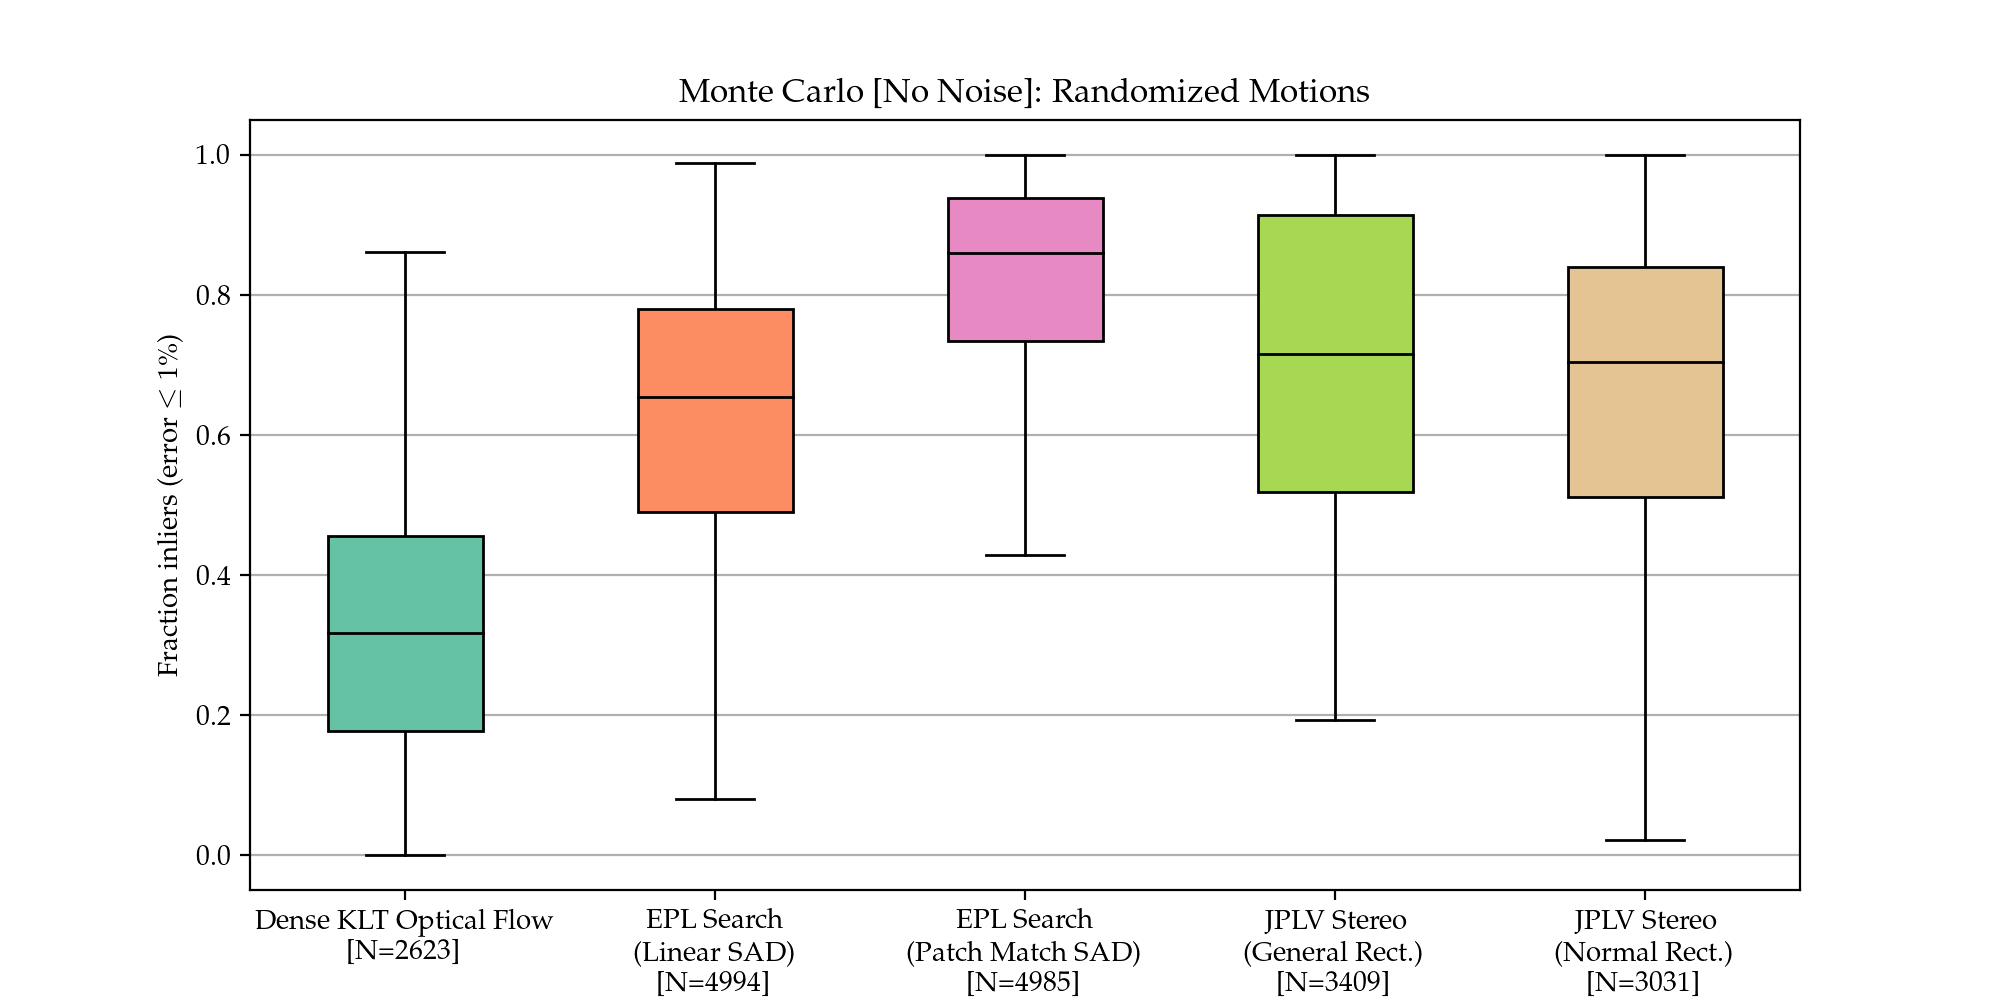 Monte Carlo [No Noise]: Randomized Motions
Fraction inliers (error ≤ 1%)
1.0
0.8
0.6
0.4
0.2
0.0
Dense KLT Optical Flow
[N=2623]
EPL Search
(Linear SAD)
[N=4994]
EPL Search
(Patch Match SAD)
[N=4985]
JPLV Stereo
(General Rect.)
[N=3409]
JPLV Stereo
(Normal Rect.)
[N=3031]